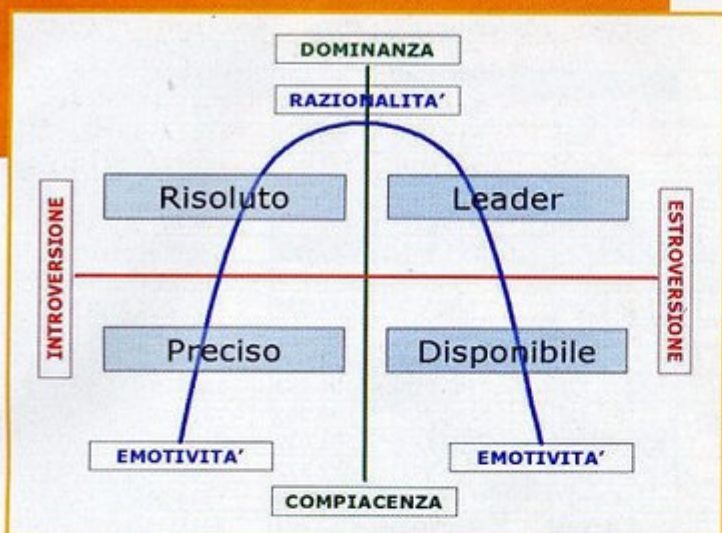 DOMINANZA
RAZIONALITA'
INTROVERSIONE
Risoluto
Leader
ESTROVERSIONE
Preciso
Disponibile
EMOTIVITA'
EMOTIVITA'
COMPIACENZA